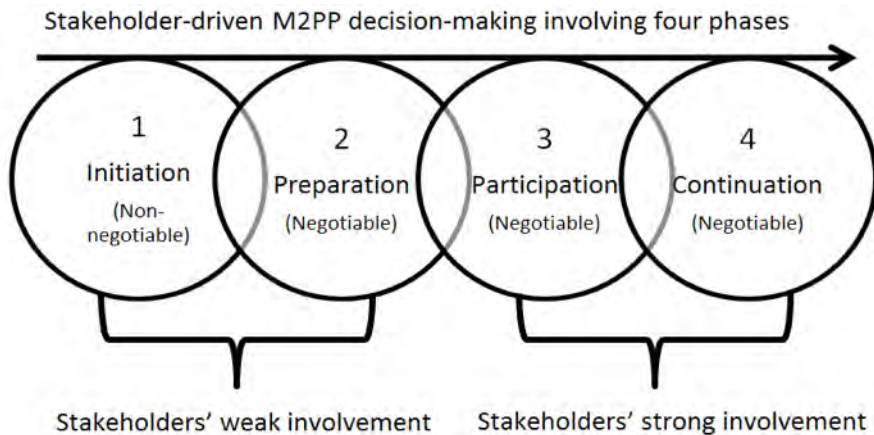 Stakeholder-driven M2PP decision-making involving four phases
1
Initiation
(Non-
negotiable)
2
Preparation
(Negotiable)
3
Participation
(Negotiable)
4
Continuation
(Negotiable)
Stakeholders' weak involvement
Stakeholders' strong involvement